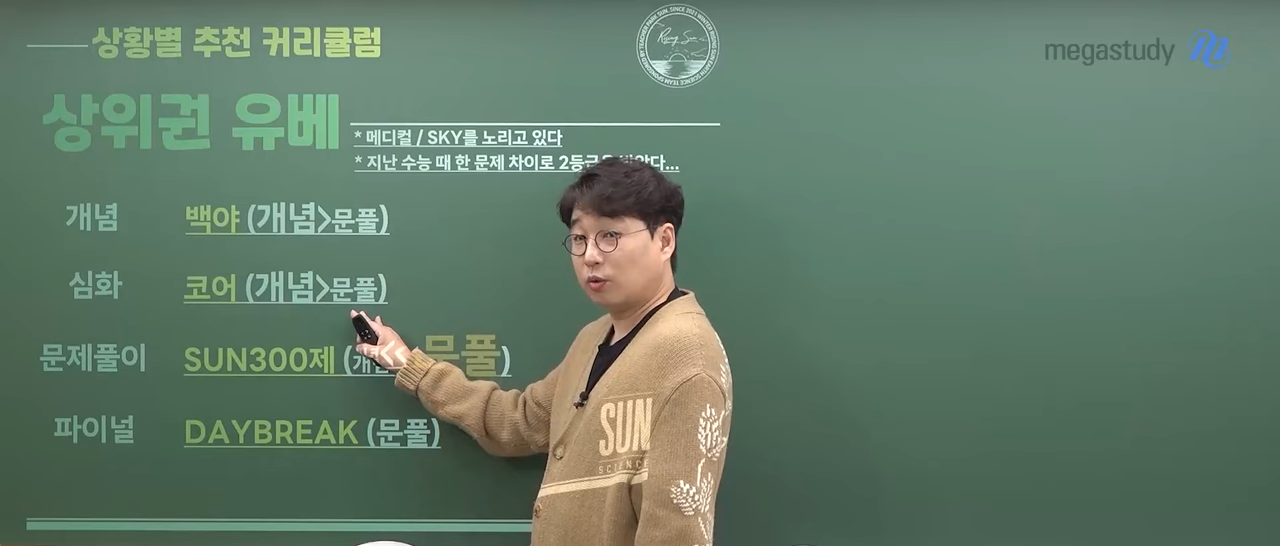 상황별 추천 커리큘럼
megastudy
상위권 유베
* 메디컬 / SKY를 노리고 있다
* 지난 수능 때 한 문제 차이로 2등급을
개념 백야 (개념>문풀)
심화 코어 (개념>문풀)
문제풀이 SUN300제 (개념<< 문풀)
파이널 DAYBREAK (문풀)
SUN
SCIENCE
Rising Sun